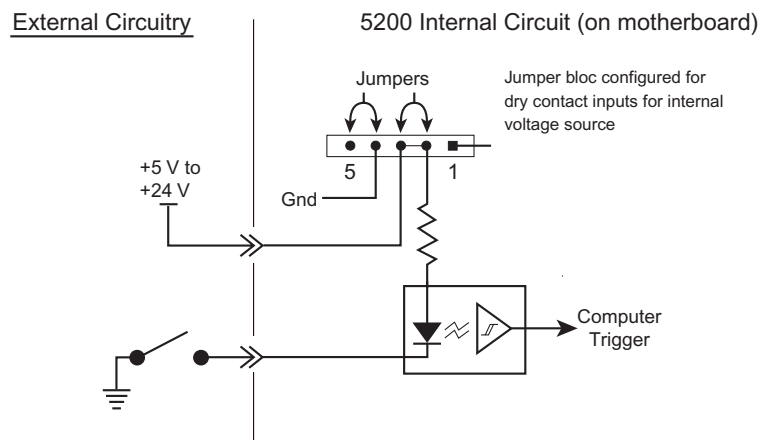 External Circuitry
5200 Internal Circuit (on motherboard)
Jumpers
Jumper bloc configured for
dry contact inputs for internal
voltage source
5
1
+5 V to
+24 V
Gnd
Computer
Trigger